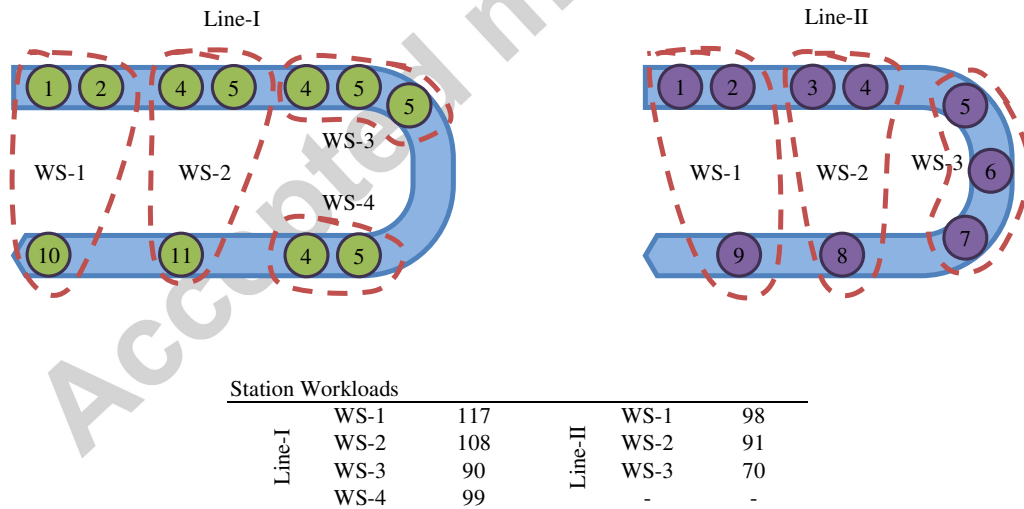 Line-I
Line-II
1 2 4 5 4 5 5
1 2 3 4 5
WS-3
WS-1 WS-2
WS-4
WS-1 WS-2 WS-3 6
10 11 4 5
9 8 7
Accepted m
Station Workloads
Line-I Line-II
WS-1 117 WS-1 98
WS-2 108 WS-2 91
WS-3 90 WS-3 70
WS-4 99 - -